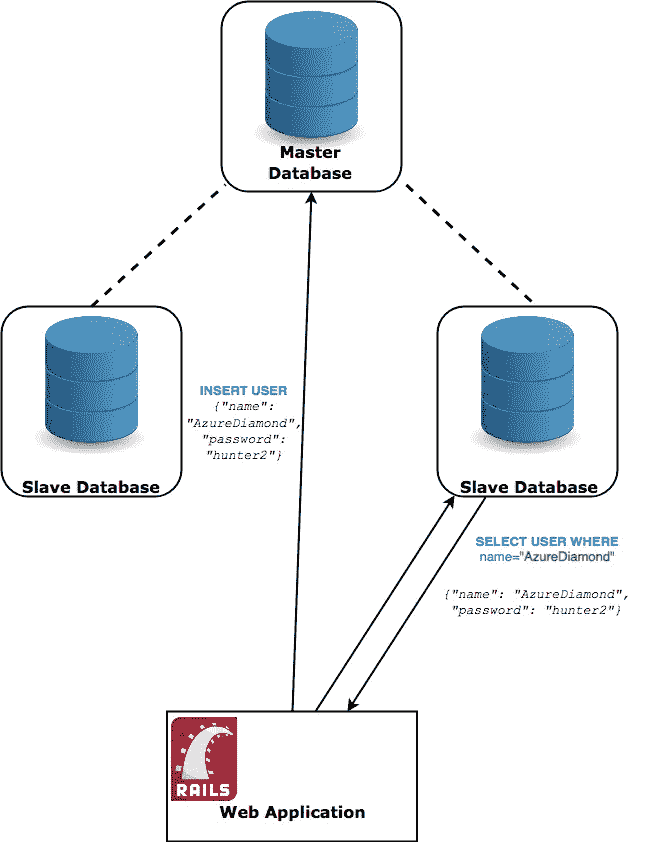 Master
Database
INSERT USER
{"name":
"AzureDiamond",
"password":
"hunter2"}
Slave Database
Slave Database
SELECT USER WHERE
name="AzureDiamond"
{"name": "AzureDiamond",
"password": "hunter2"}
RAILS
Web Application